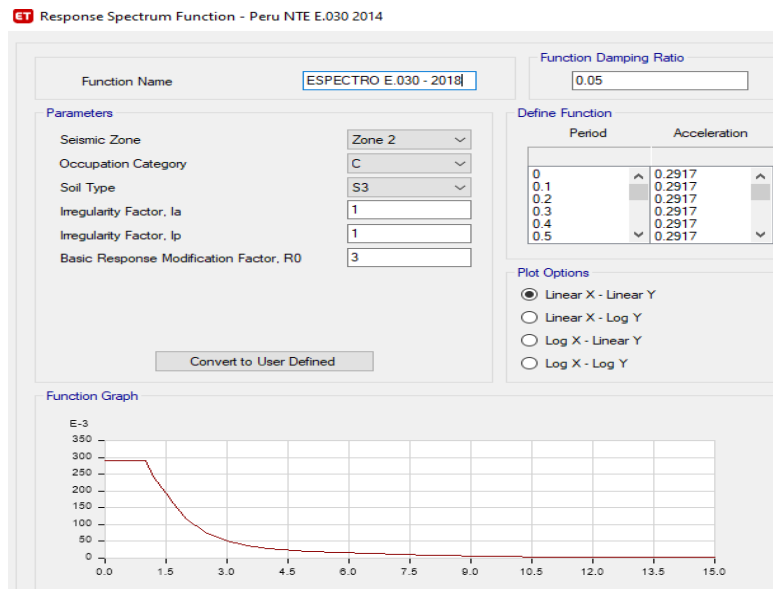 ET Response Spectrum Function - Peru NTE E.030 2014
Function Name ESPECTRO E.030 - 2018
Function Damping Ratio
0.05
Parameters
Seismic Zone Zone 2
Occupation Category C
Soil Type S3
Irregularity Factor, Ia 1
Irregularity Factor, Ip 1
Basic Response Modification Factor, R0 3
Convert to User Defined
Define Function
Period Acceleration
0 0.2917
0.1 0.2917
0.2 0.2917
0.3 0.2917
0.4 0.2917
0.5 0.2917
Plot Options
Linear X - Linear Y
Linear X - Log Y
Log X - Linear Y
Log X - Log Y
Function Graph
E-3
350
300
250
200
150
100
50
0
0.0 1.5 3.0 4.5 6.0 7.5 9.0 10.5 12.0 13.5 15.0